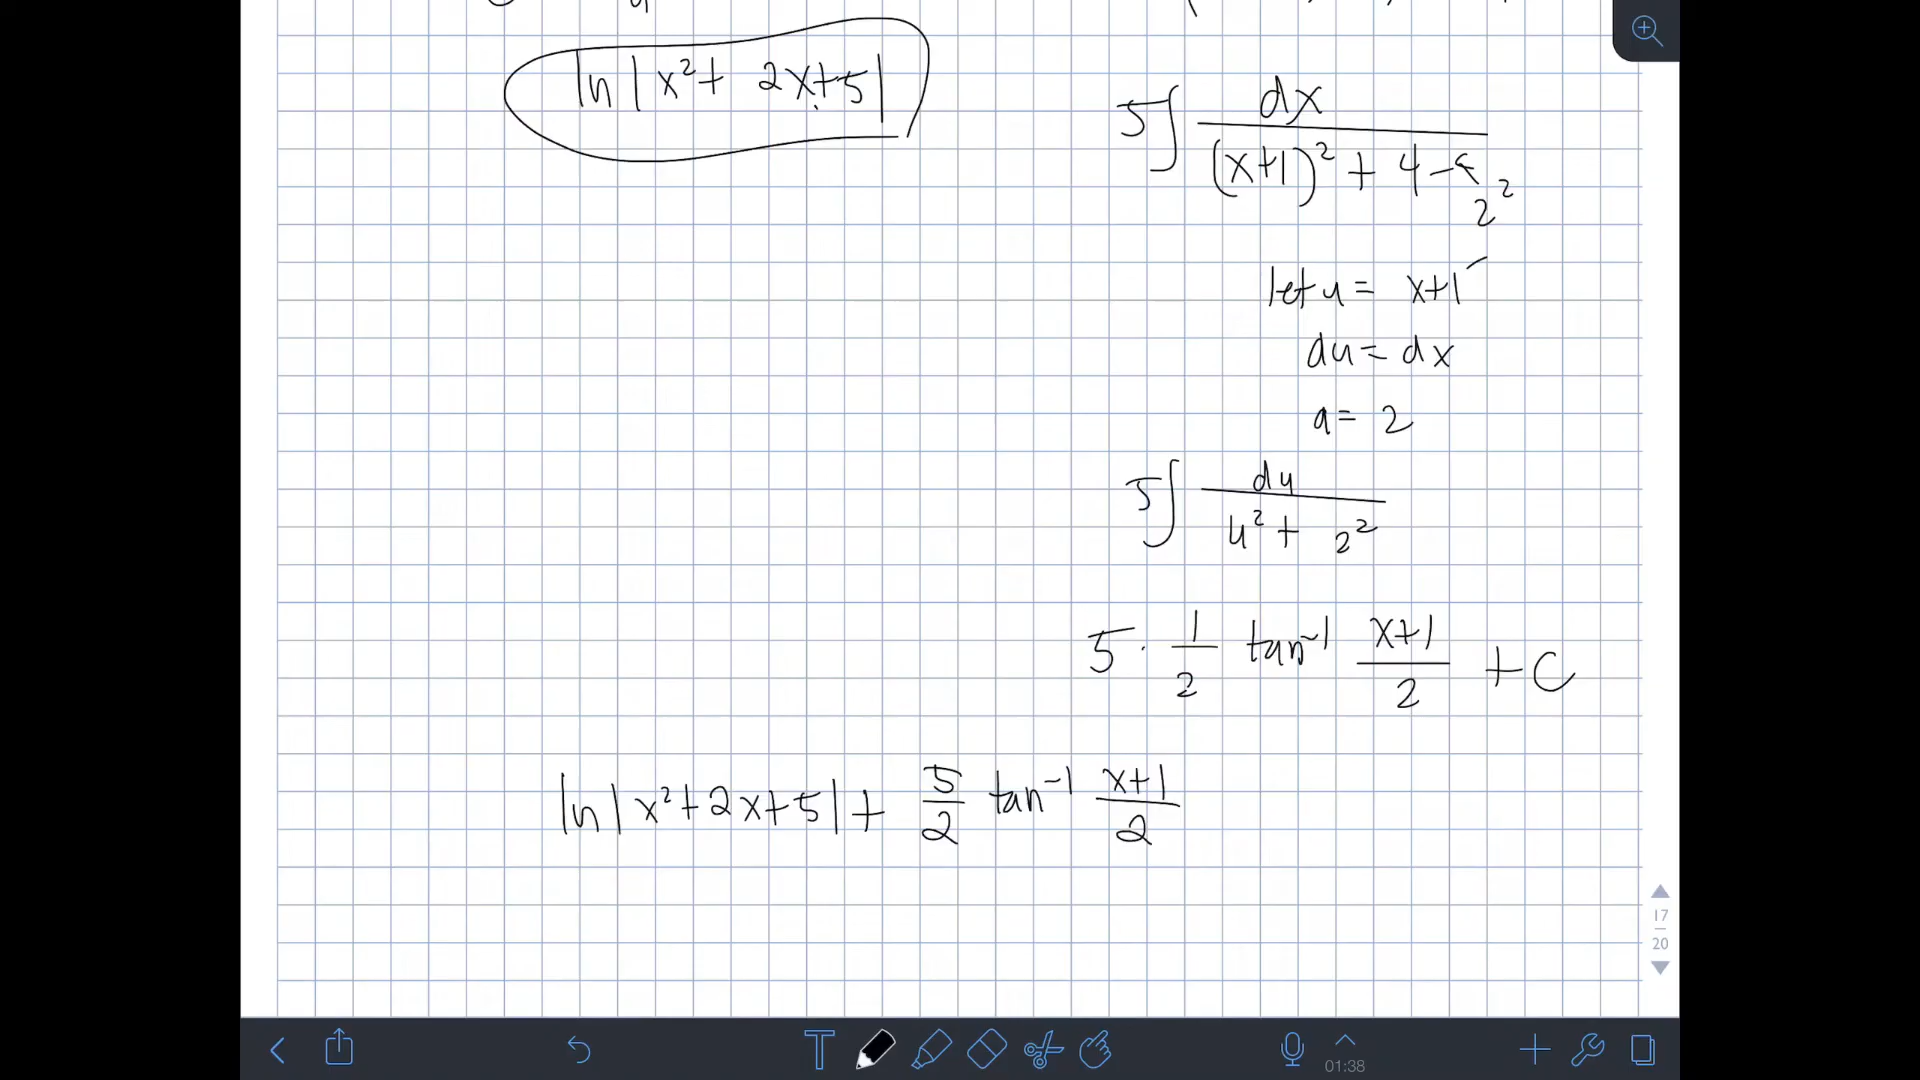 ln |x²+ 2x+5|
5∫ dx / (x+1)² + 4
2²
let u = x+1
du = dx
a = 2
5∫ du / u² + 2²
5 · 1/2 tan⁻¹ x+1/2 + C
ln |x²+2x+5| + 5/2 tan⁻¹ x+1/2
17
20
T
01:38